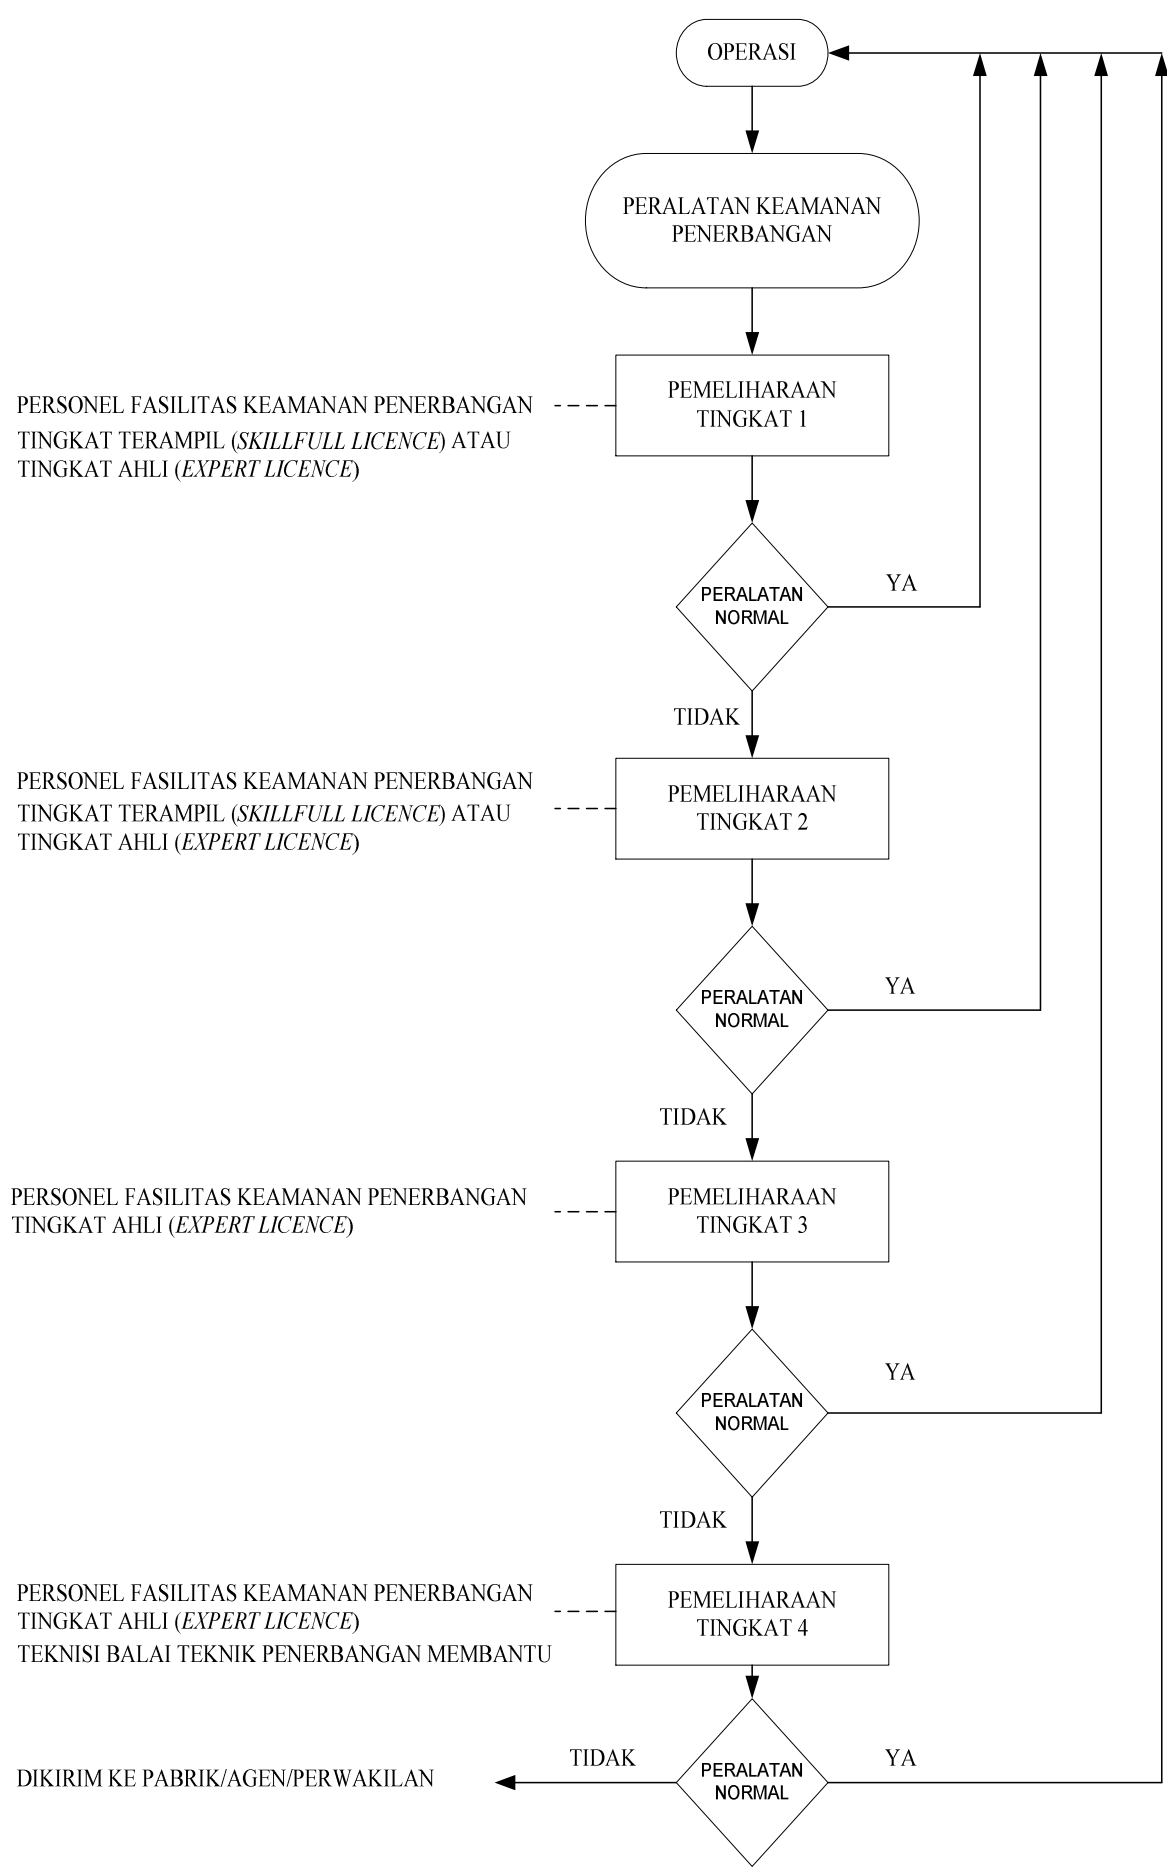 OPERASI
PERALATAN KEAMANAN
PENERBANGAN
PEMELIHARAAN
TINGKAT 1
PERSONEL FASILITAS KEAMANAN PENERBANGAN
TINGKAT TERAMPIL (SKILLFULL LICENCE) ATAU
TINGKAT AHLI (EXPERT LICENCE)
PERALATAN
NORMAL
YA
TIDAK
PEMELIHARAAN
TINGKAT 2
PERSONEL FASILITAS KEAMANAN PENERBANGAN
TINGKAT TERAMPIL (SKILLFULL LICENCE) ATAU
TINGKAT AHLI (EXPERT LICENCE)
PERALATAN
NORMAL
YA
TIDAK
PEMELIHARAAN
TINGKAT 3
PERSONEL FASILITAS KEAMANAN PENERBANGAN
TINGKAT AHLI (EXPERT LICENCE)
PERALATAN
NORMAL
YA
TIDAK
PEMELIHARAAN
TINGKAT 4
PERSONEL FASILITAS KEAMANAN PENERBANGAN
TINGKAT AHLI (EXPERT LICENCE)
TEKNISI BALAI TEKNIK PENERBANGAN MEMBANTU
PERALATAN
NORMAL
YA
TIDAK
DIKIRIM KE PABRIK/AGEN/PERWAKILAN